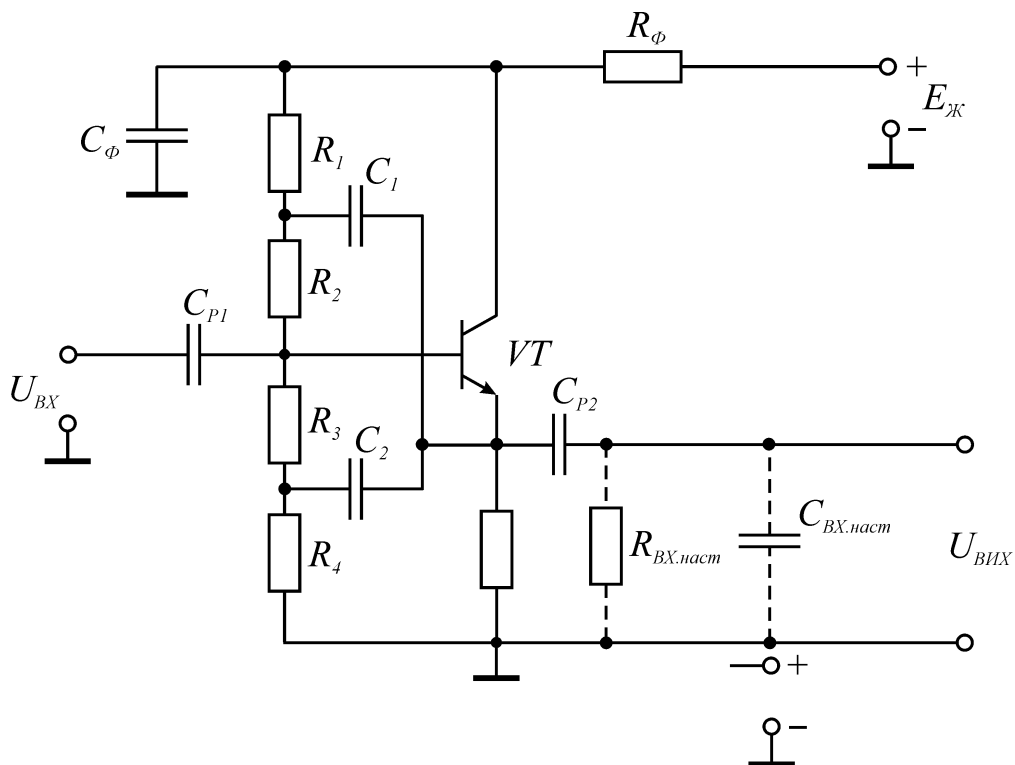 R_Ф
+
E_Ж
−
C_Ф
R_1
C_1
R_2
C_P1
VT
U_ВХ
C_P2
R_3
C_2
C_ВХ.наст
R_4
R_ВХ.наст
U_ВИХ
+
−